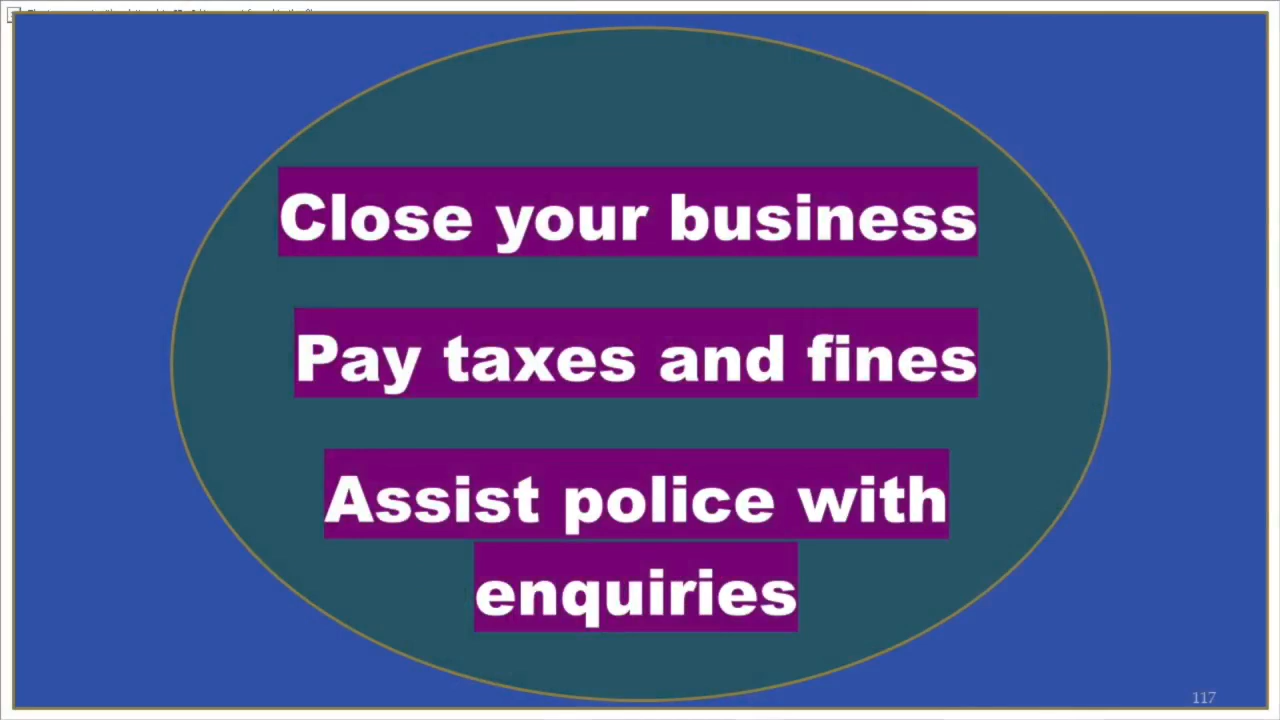 Close your business
Pay taxes and fines
Assist police with
enquiries
117